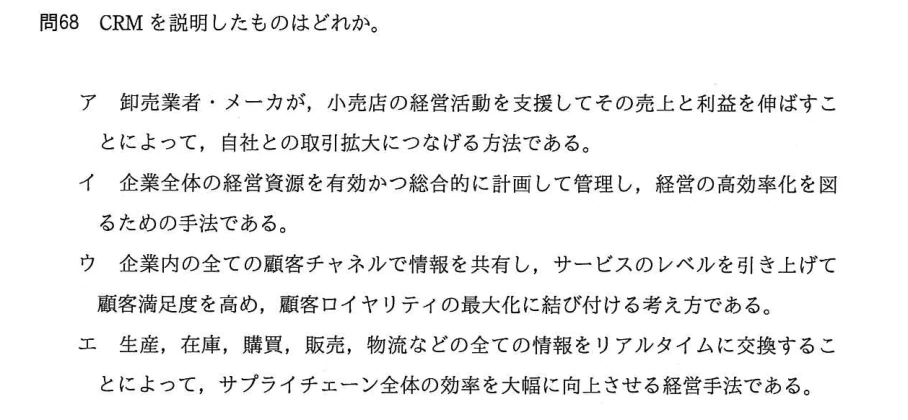 問68　CRM を説明したものはどれか。
ア　卸売業者・メーカが，小売店の経営活動を支援してその売上と利益を伸ばすこ
とによって，自社との取引拡大につなげる方法である。
イ　企業全体の経営資源を有効かつ総合的に計画して管理し，経営の高効率化を図
るための手法である。
ウ　企業内の全ての顧客チャネルで情報を共有し，サービスのレベルを引き上げて
顧客満足度を高め，顧客ロイヤリティの最大化に結び付ける考え方である。
エ　生産，在庫，購買，販売，物流などの全ての情報をリアルタイムに交換するこ
とによって，サプライチェーン全体の効率を大幅に向上させる経営手法である。